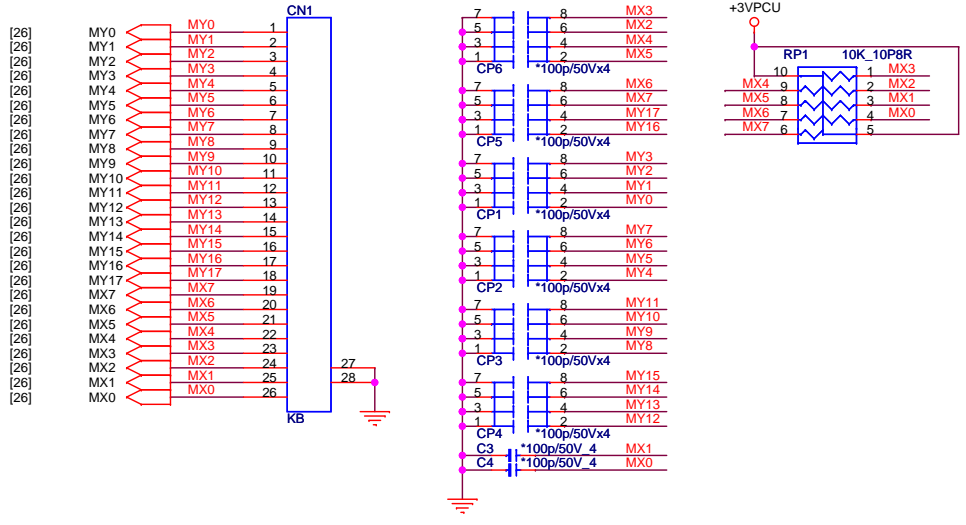 CN1
[26] MY0 MY0 1
[26] MY1 MY1 2
[26] MY2 MY2 3
[26] MY3 MY3 4
[26] MY4 MY4 5
[26] MY5 MY5 6
[26] MY6 MY6 7
[26] MY7 MY7 8
[26] MY8 MY8 9
[26] MY9 MY9 10
[26] MY10 MY10 11
[26] MY11 MY11 12
[26] MY12 MY12 13
[26] MY13 MY13 14
[26] MY14 MY14 15
[26] MY15 MY15 16
[26] MY16 MY16 17
[26] MY17 MY17 18
[26] MX7 MX7 19
[26] MX6 MX6 20
[26] MX5 MX5 21
[26] MX4 MX4 22
[26] MX3 MX3 23
[26] MX2 MX2 24 27
[26] MX1 MX1 25 28
[26] MX0 MX0 26
KB
7 8 MX3
5 6 MX2
3 4 MX4
1 2 MX5
CP6 *100p/50Vx4
7 8 MX6
5 6 MX7
3 4 MY17
1 2 MY16
CP5 *100p/50Vx4
7 8 MY3
5 6 MY2
3 4 MY1
1 2 MY0
CP1 *100p/50Vx4
7 8 MY7
5 6 MY6
3 4 MY5
1 2 MY4
CP2 *100p/50Vx4
7 8 MY11
5 6 MY10
3 4 MY9
1 2 MY8
CP3 *100p/50Vx4
7 8 MY15
5 6 MY14
3 4 MY13
1 2 MY12
CP4 *100p/50Vx4
C3 *100p/50V_4 MX1
C4 *100p/50V_4 MX0
+3VPCU
RP1 10K_10P8R
10 1 MX3
MX4 9 2 MX2
MX5 8 3 MX1
MX6 7 4 MX0
MX7 6 5